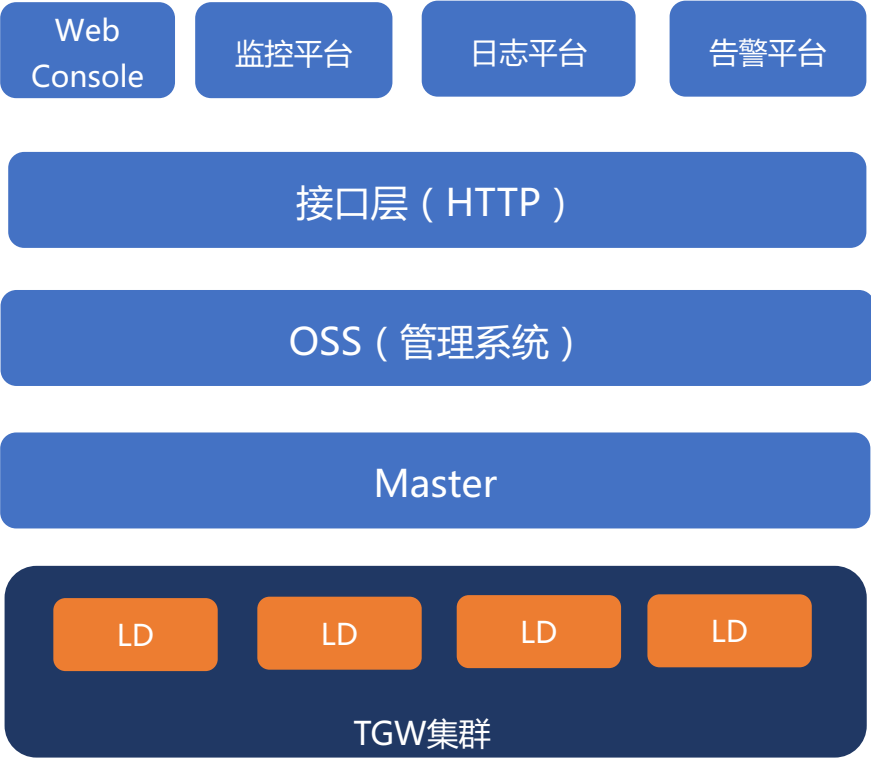 Web
Console
监控平台
日志平台
告警平台
接口层（HTTP）
OSS（管理系统）
Master
LD
LD
LD
LD
TGW集群